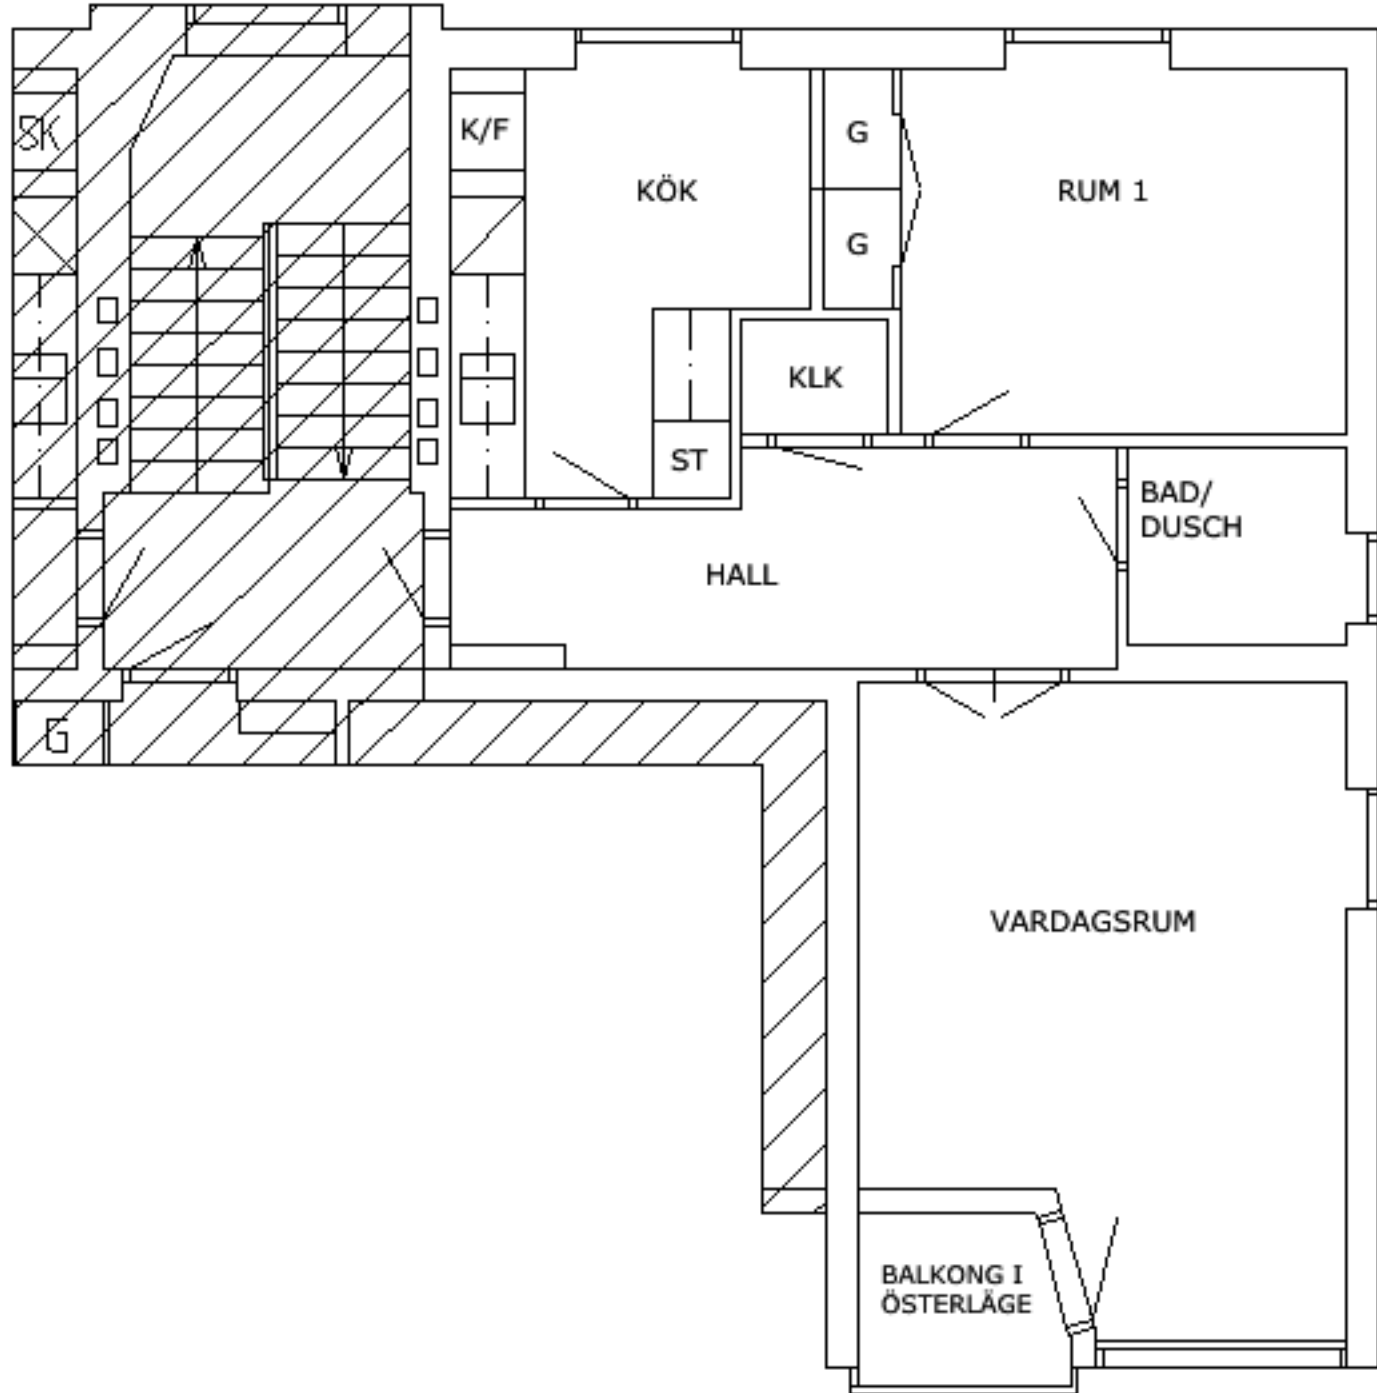 SK
K/F
G
KÖK
RUM 1
G
KLK
ST
BAD/
DUSCH
HALL
G
VARDAGSRUM
BALKONG I
ÖSTERLÄGE